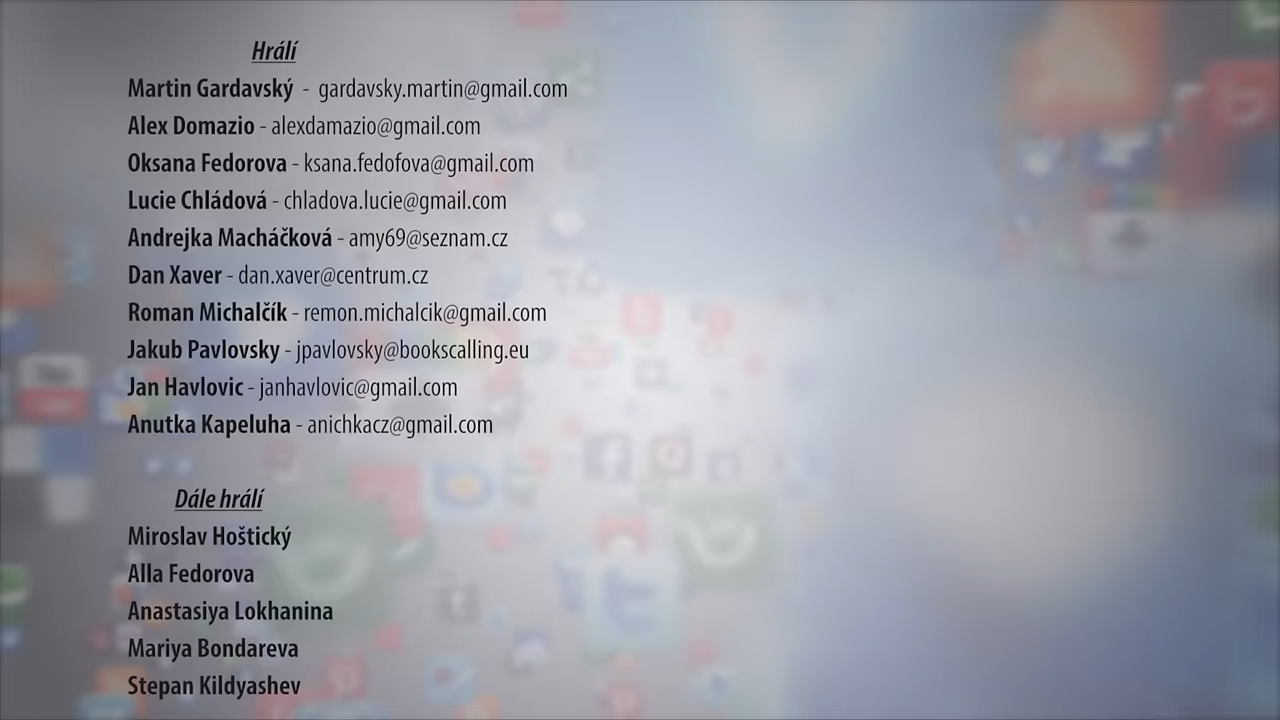 Hrálí
Martin Gardavský - gardavsky.martin@gmail.com
Alex Domazio - alexdamazio@gmail.com
Oksana Fedorova - ksana.fedofova@gmail.com
Lucie Chládová - chladova.lucie@gmail.com
Andrejka Macháčková - amy69@seznam.cz
Dan Xaver - dan.xaver@centrum.cz
Roman Michalčík - remon.michalcik@gmail.com
Jakub Pavlovsky - jpavlovsky@bookscalling.eu
Jan Havlovic - janhavlovic@gmail.com
Anutka Kapeluha - anichkacz@gmail.com
Dále hrálí
Miroslav Hoštický
Alla Fedorova
Anastasiya Lokhanina
Mariya Bondareva
Stepan Kildyashev